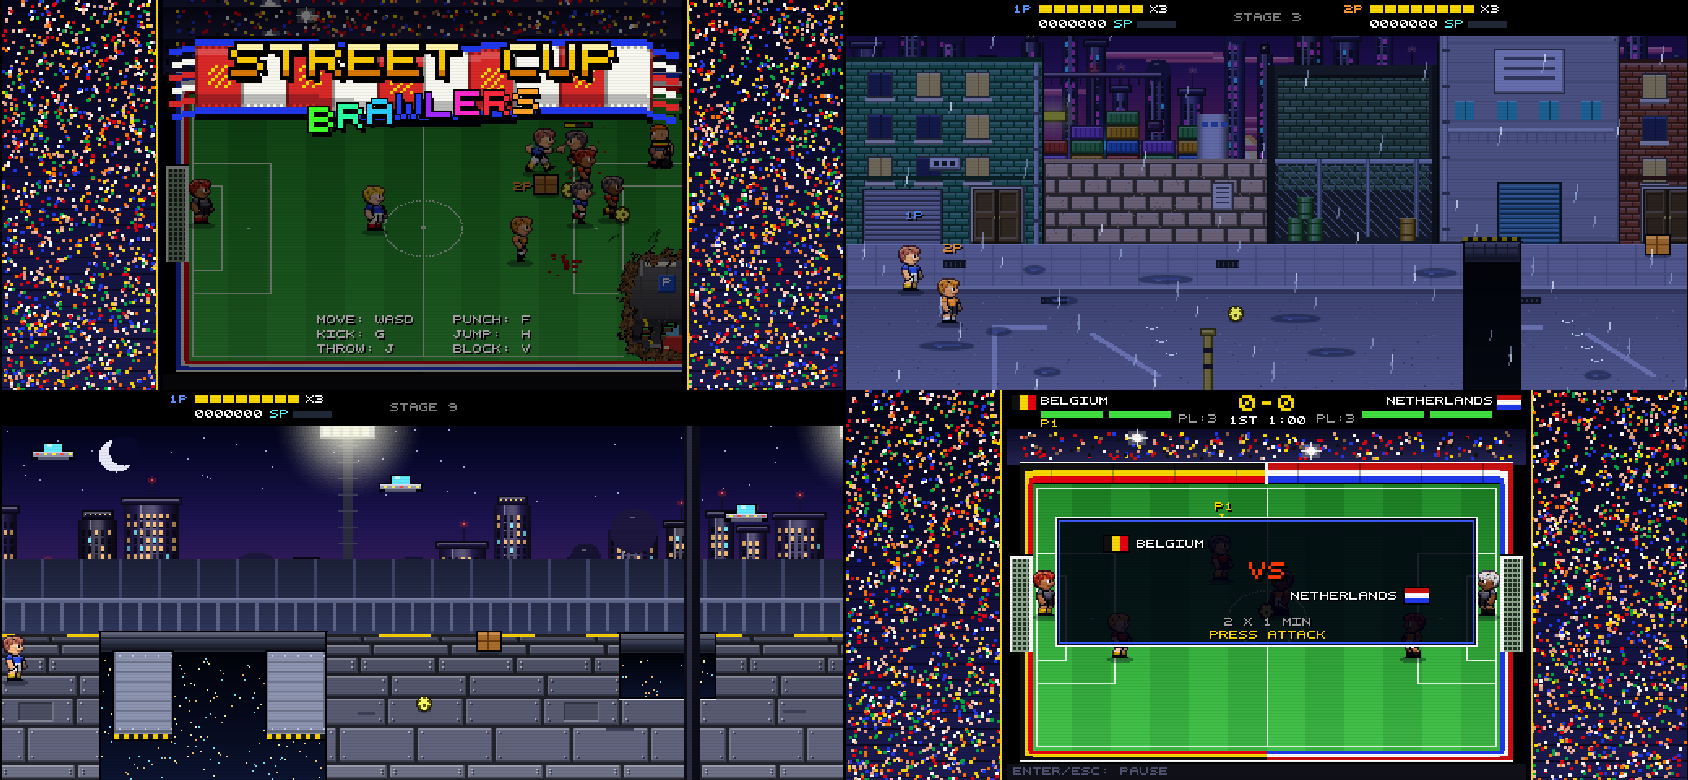 STREET CUP
BRAWLERS
2P
P
MOVE: WASD PUNCH: F
KICK: G JUMP: H
THROW: J BLOCK: V
1P X3
0000000 SP
STAGE 3
2P X3
0000000 SP
1P
2P
1P X3
0000000 SP
STAGE 9
BELGIUM 0-0 NETHERLANDS
PL:3 1ST 1:00 PL:3
P1
P1
BELGIUM
VS
NETHERLANDS
2 X 1 MIN
PRESS ATTACK
ENTER/ESC: PAUSE